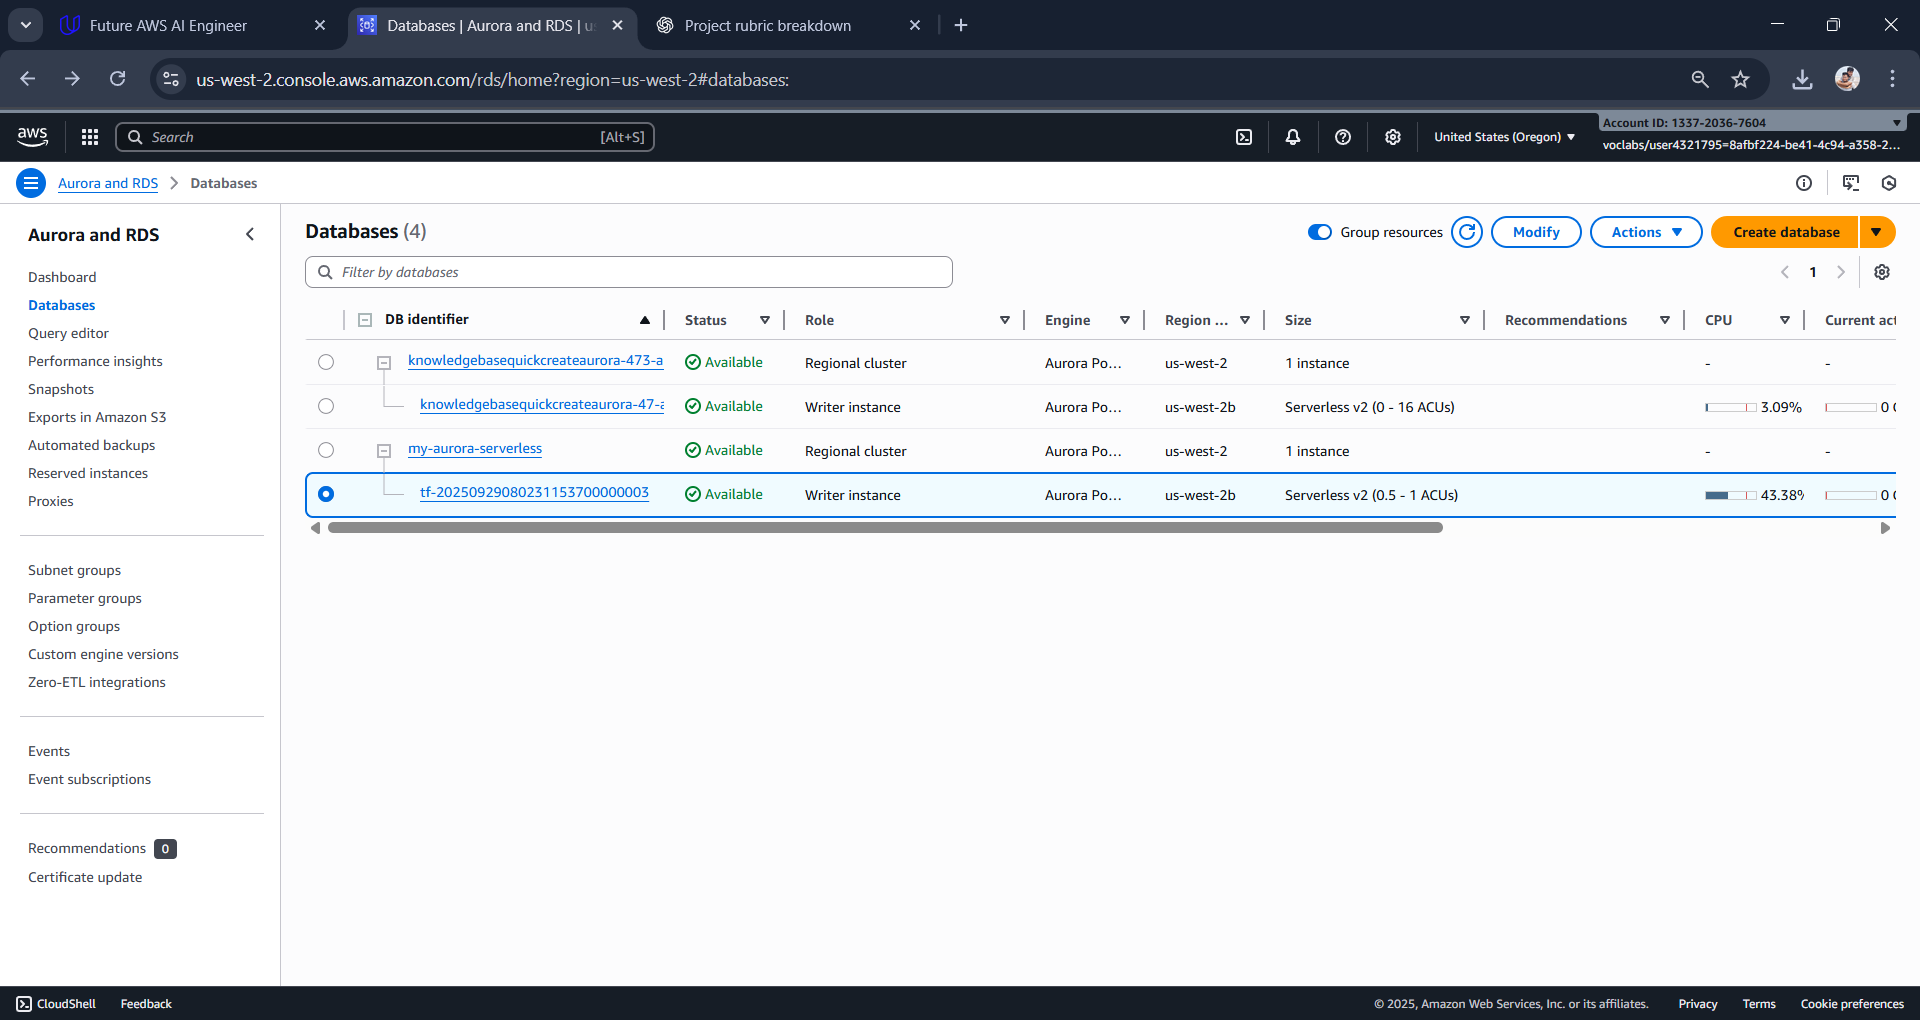 Future AWS AI Engineer
Databases | Aurora and RDS | u
Project rubric breakdown
us-west-2.console.aws.amazon.com/rds/home?region=us-west-2#databases:
aws
Search
[Alt+S]
United States (Oregon)
Account ID: 1337-2036-7604
voclabs/user4321795=8afbf224-be41-4c94-a358-2...
Aurora and RDS
Databases
Aurora and RDS
Dashboard
Databases
Query editor
Performance insights
Snapshots
Exports in Amazon S3
Automated backups
Reserved instances
Proxies
Subnet groups
Parameter groups
Option groups
Custom engine versions
Zero-ETL integrations
Events
Event subscriptions
Recommendations 0
Certificate update
Databases (4)
Group resources
Modify
Actions
Create database
Filter by databases
1
DB identifier Status Role Engine Region ... Size Recommendations CPU Current act
knowledgebasequickcreateaurora-473-a Available Regional cluster Aurora Po... us-west-2 1 instance - -
knowledgebasequickcreateaurora-47-a Available Writer instance Aurora Po... us-west-2b Serverless v2 (0 - 16 ACUs) 3.09% 0
my-aurora-serverless Available Regional cluster Aurora Po... us-west-2 1 instance - -
tf-20250929080231153700000003 Available Writer instance Aurora Po... us-west-2b Serverless v2 (0.5 - 1 ACUs) 43.38% 0
CloudShell
Feedback
© 2025, Amazon Web Services, Inc. or its affiliates.
Privacy
Terms
Cookie preferences